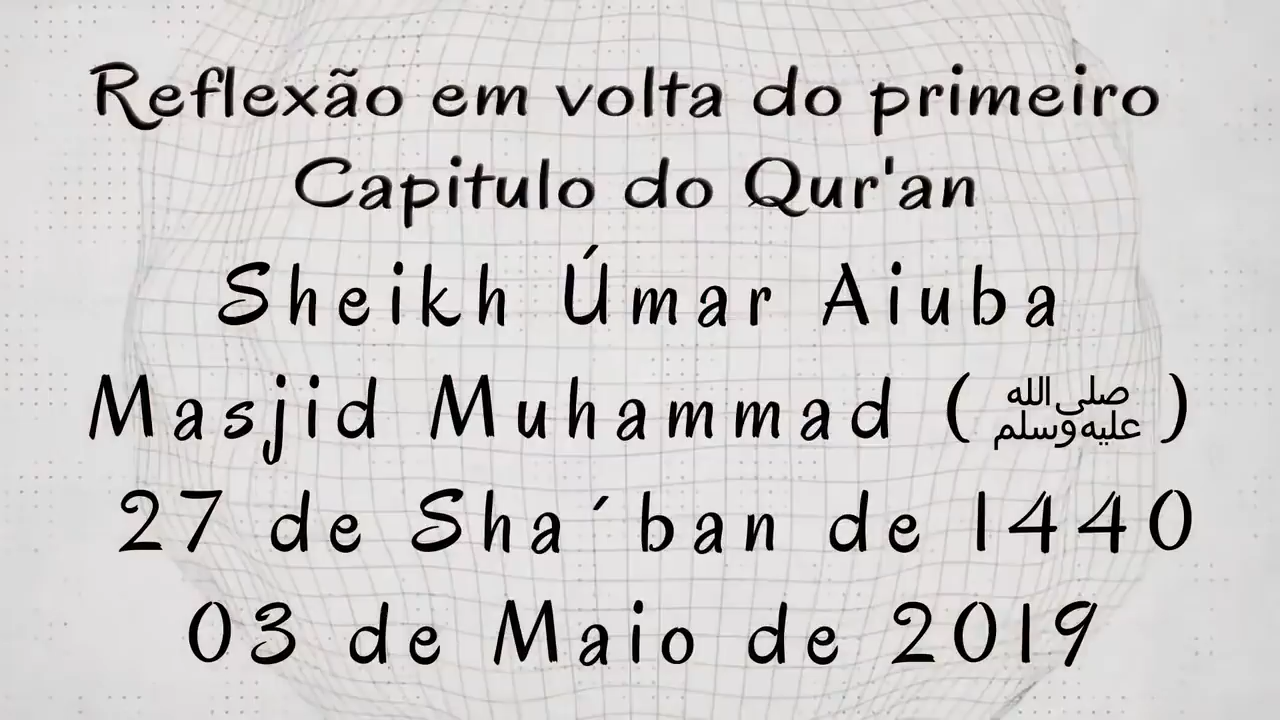 Reflexão em volta do primeiro
Capitulo do Qur'an
Sheikh Úmar Aiuba
Masjid Muhammad (صلى الله عليه وسلم)
27 de Sha´ban de 1440
03 de Maio de 2019